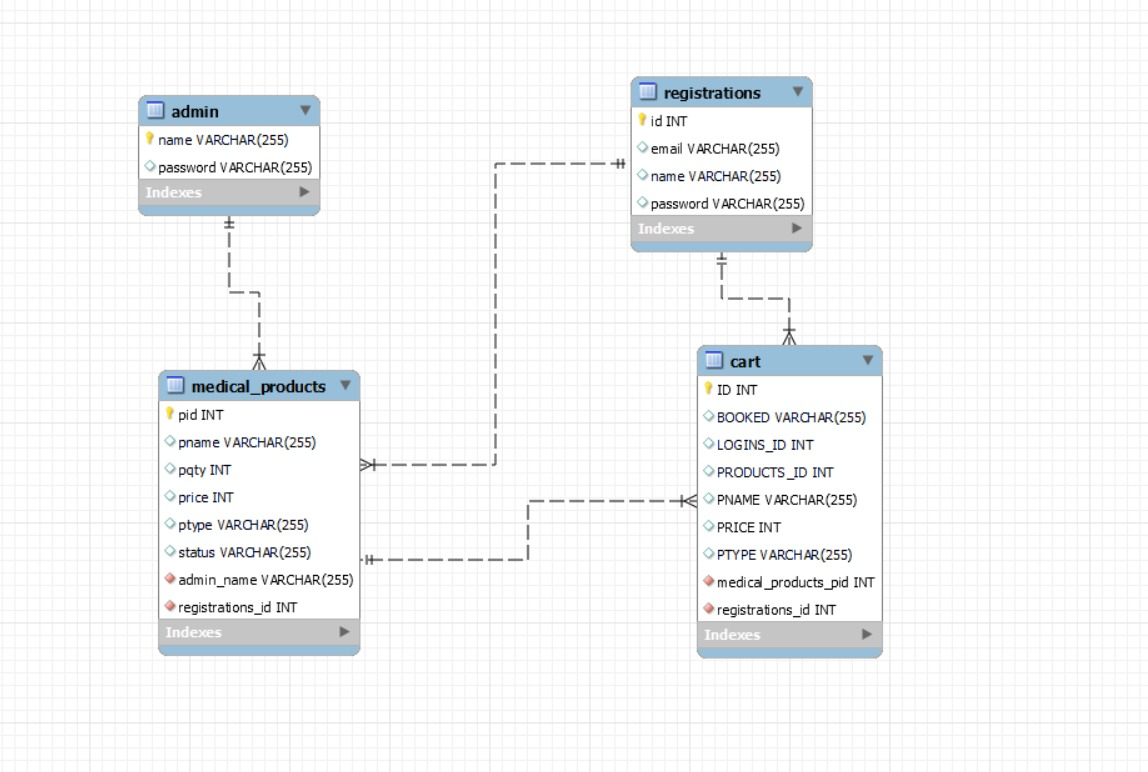 admin
name VARCHAR(255)
password VARCHAR(255)
Indexes
registrations
id INT
email VARCHAR(255)
name VARCHAR(255)
password VARCHAR(255)
Indexes
medical_products
pid INT
pname VARCHAR(255)
pqty INT
price INT
ptype VARCHAR(255)
status VARCHAR(255)
admin_name VARCHAR(255)
registrations_id INT
Indexes
cart
ID INT
BOOKED VARCHAR(255)
LOGINS_ID INT
PRODUCTS_ID INT
PNAME VARCHAR(255)
PRICE INT
PTYPE VARCHAR(255)
medical_products_pid INT
registrations_id INT
Indexes